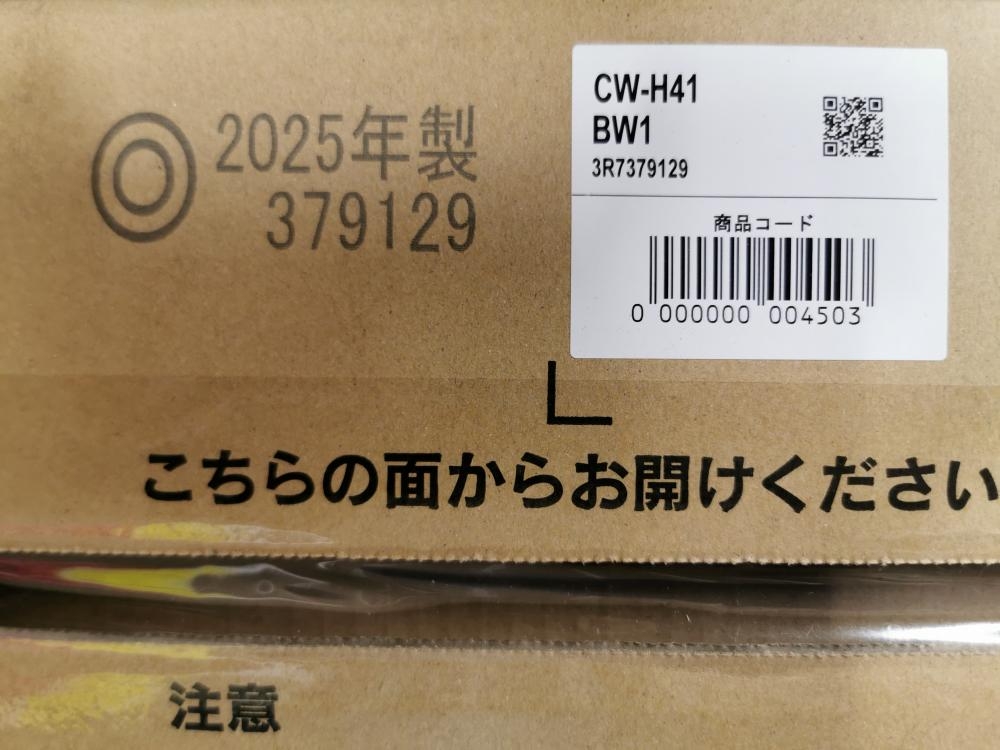 ◎ 2025年製
379129
CW-H41
BW1
3R7379129
商品コード
0 000000 004503
こちらの面からお開けください
注意